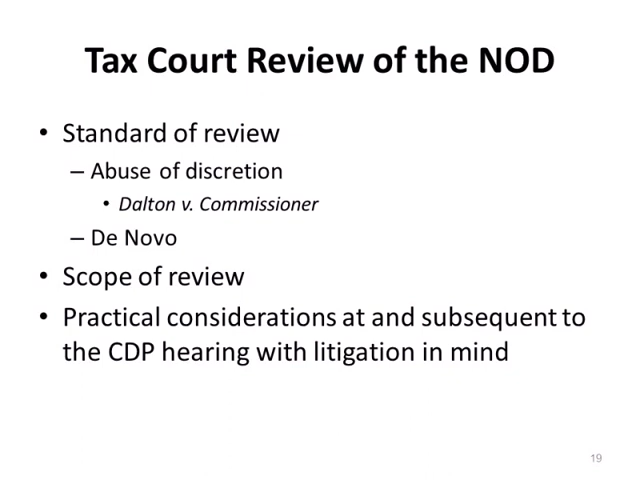 Tax Court Review of the NOD
• Standard of review
– Abuse of discretion
• Dalton v. Commissioner
– De Novo
• Scope of review
• Practical considerations at and subsequent to
the CDP hearing with litigation in mind
19